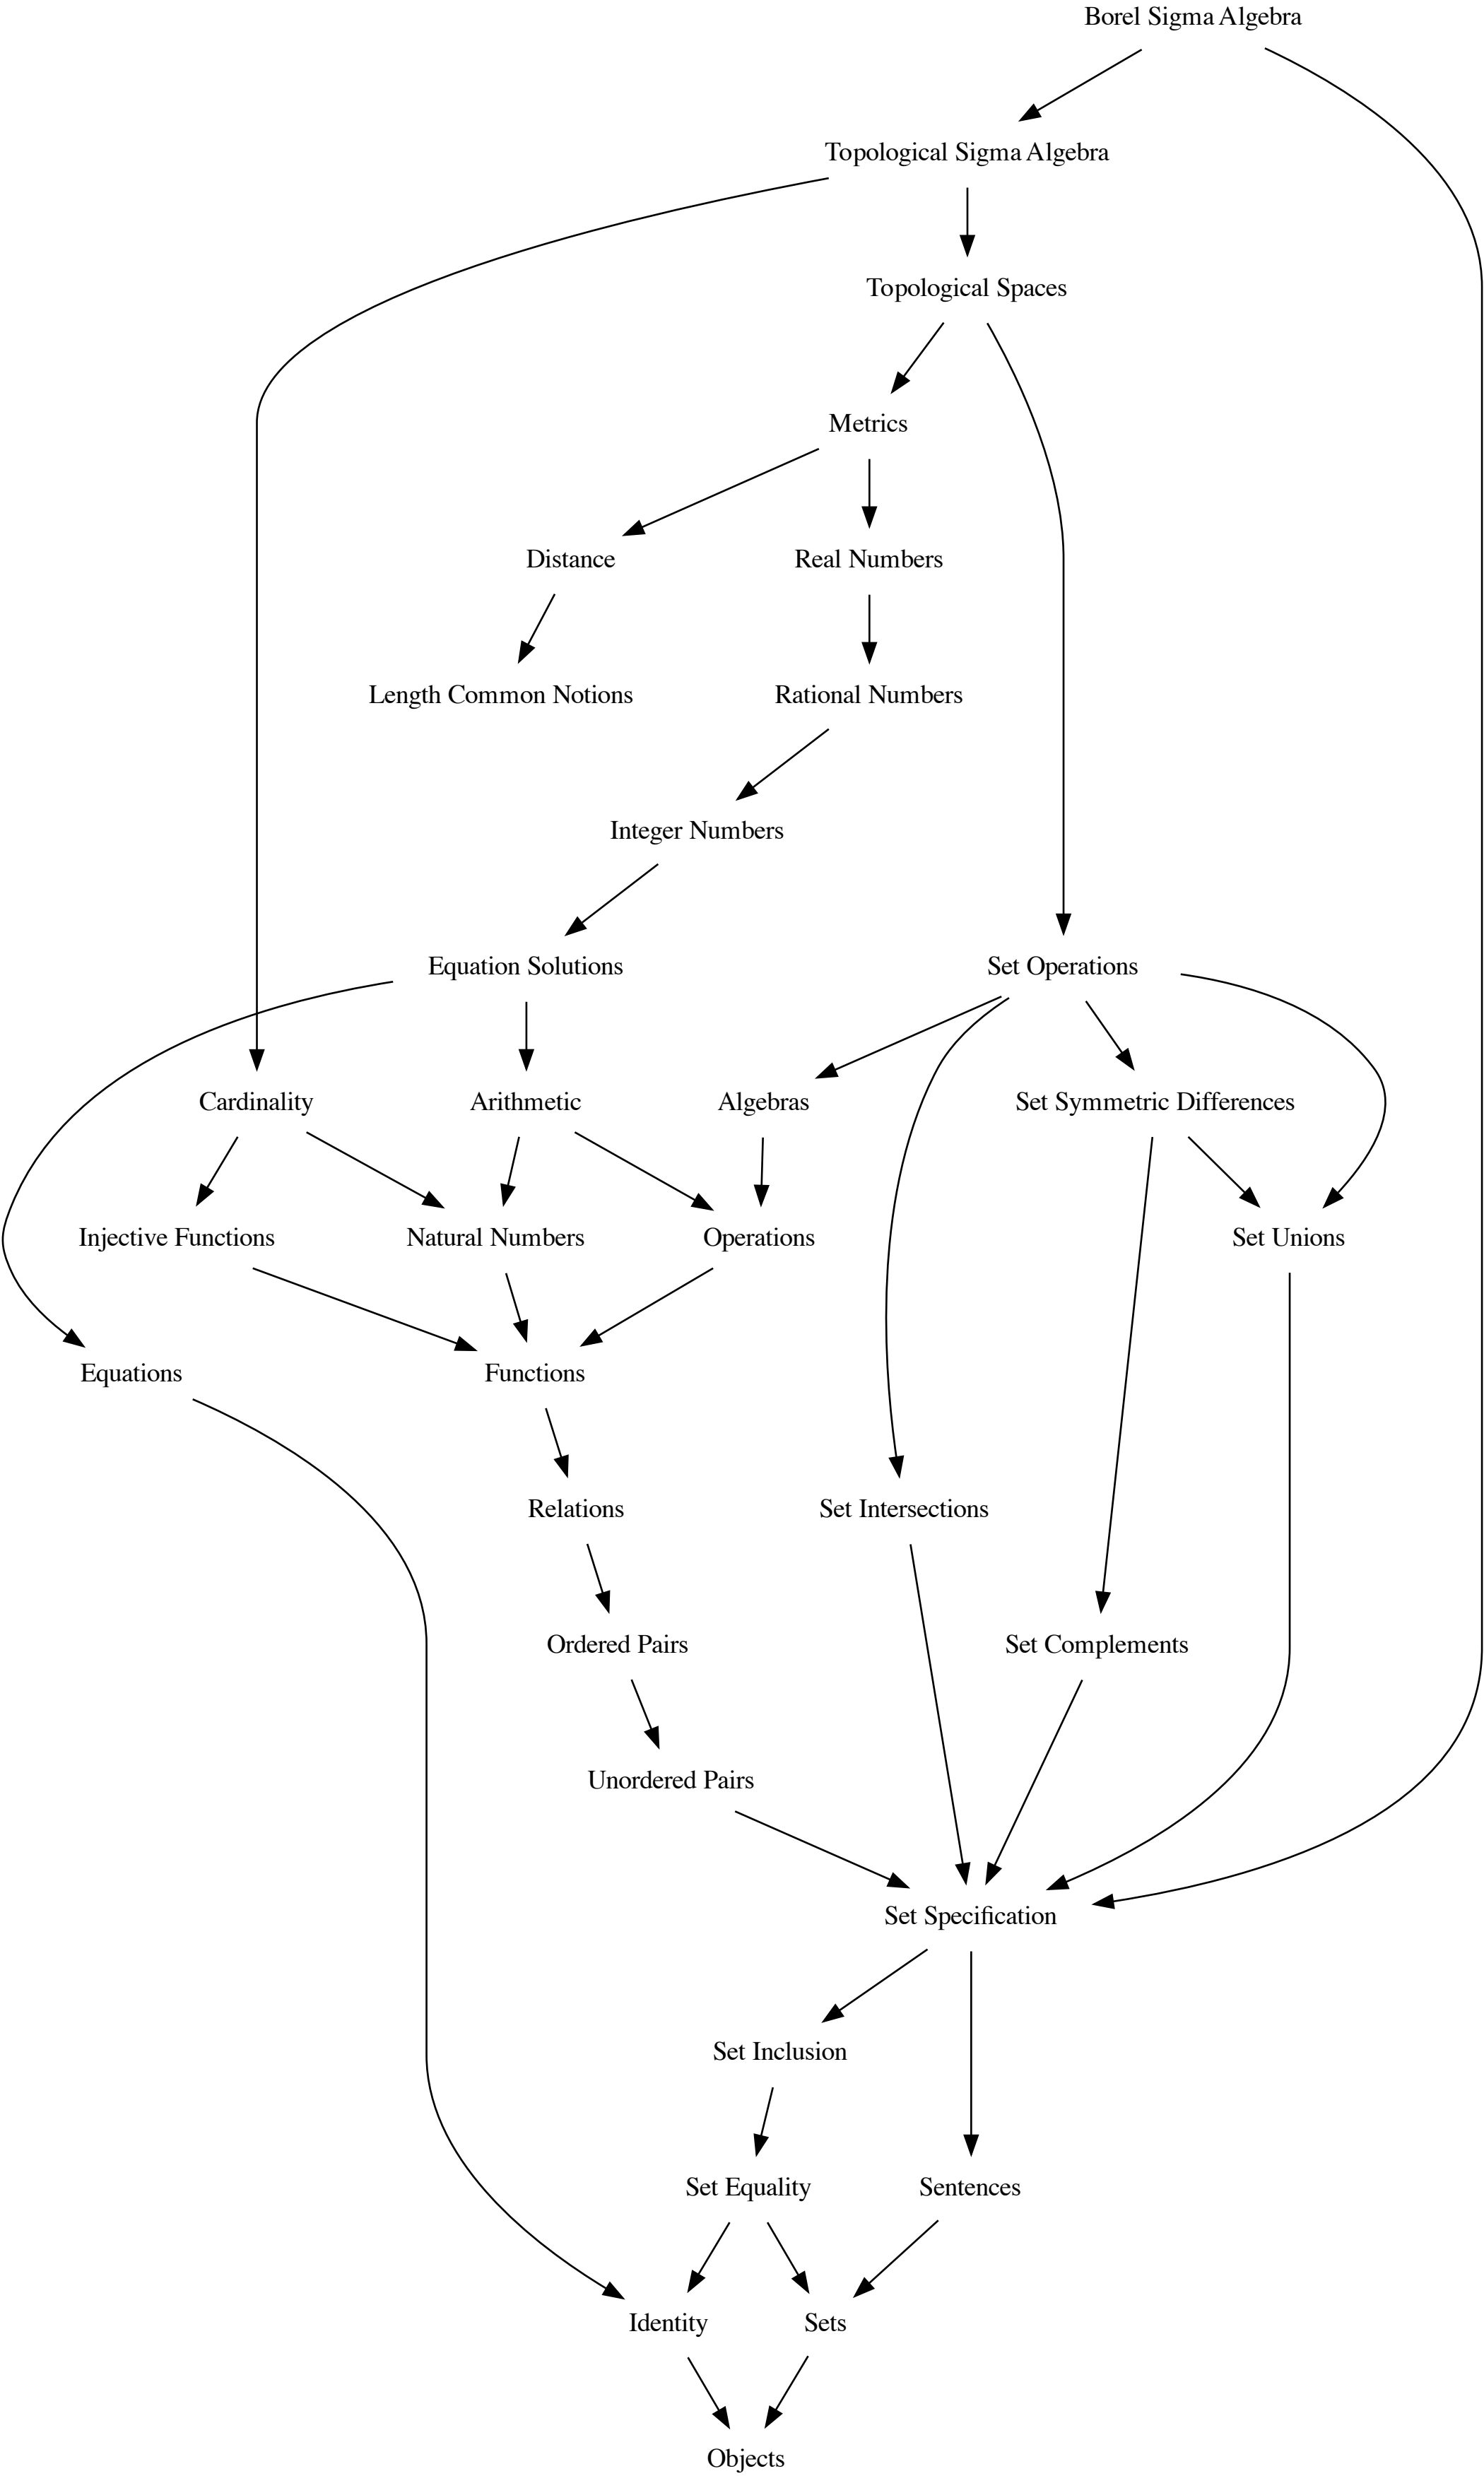 Borel Sigma Algebra
Topological Sigma Algebra
Topological Spaces
Metrics
Distance
Real Numbers
Length Common Notions
Rational Numbers
Integer Numbers
Equation Solutions
Set Operations
Cardinality
Arithmetic
Algebras
Set Symmetric Differences
Injective Functions
Natural Numbers
Operations
Set Unions
Equations
Functions
Relations
Set Intersections
Ordered Pairs
Set Complements
Unordered Pairs
Set Specification
Set Inclusion
Set Equality
Sentences
Identity
Sets
Objects